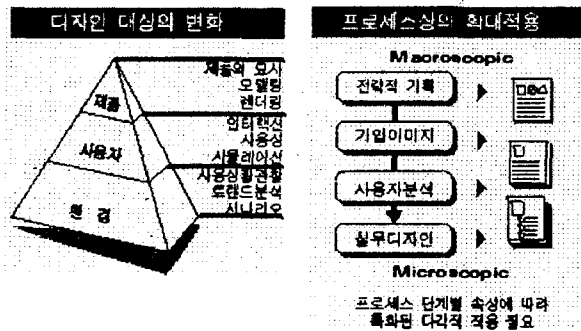 디자인 대상의 변화
제품의 묘사
모델링
렌더링
제품
인터랙션
사용성
시뮬레이션
사용자
사용상황관찰
트랜드분석
시나리오
환 경
프로세스상의 확대적용
Macroscopic
전략적 기획
기업이미지
사용자분석
실무디자인
Microscopic
프로세스 단계별 속성에 따라
특화된 다각적 적용 필요